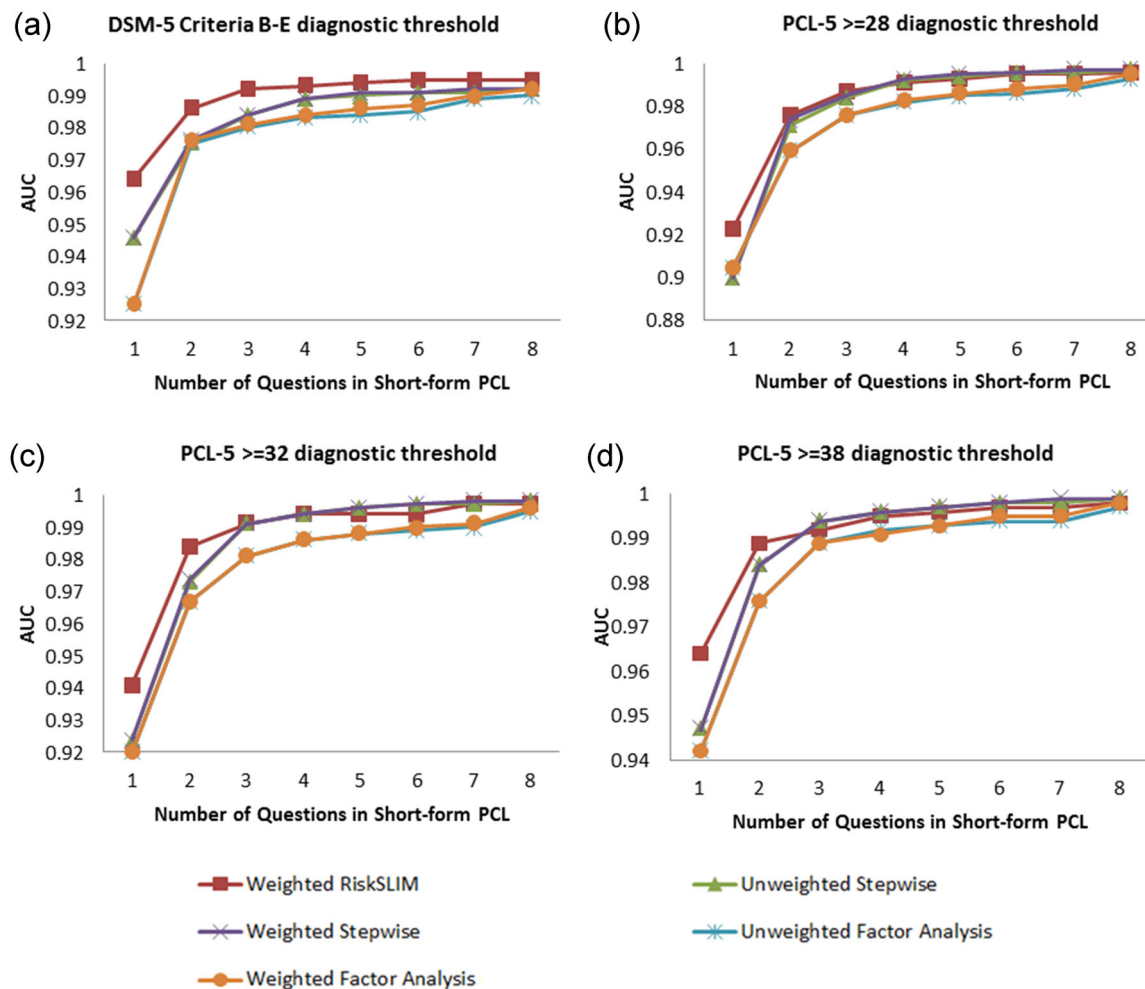 (a)
DSM-5 Criteria B-E diagnostic threshold
1
0.99
0.98
0.97
0.96
0.95
0.94
0.93
0.92
AUC
1 2 3 4 5 6 7 8
Number of Questions in Short-form PCL
(b)
PCL-5 >=28 diagnostic threshold
1
0.98
0.96
0.94
0.92
0.9
0.88
AUC
1 2 3 4 5 6 7 8
Number of Questions in Short-form PCL
(c)
PCL-5 >=32 diagnostic threshold
1
0.99
0.98
0.97
0.96
0.95
0.94
0.93
0.92
AUC
1 2 3 4 5 6 7 8
Number of Questions in Short-form PCL
(d)
PCL-5 >=38 diagnostic threshold
1
0.99
0.98
0.97
0.96
0.95
0.94
AUC
1 2 3 4 5 6 7 8
Number of Questions in Short-form PCL
Weighted RiskSLIM
Unweighted Stepwise
Weighted Stepwise
Unweighted Factor Analysis
Weighted Factor Analysis